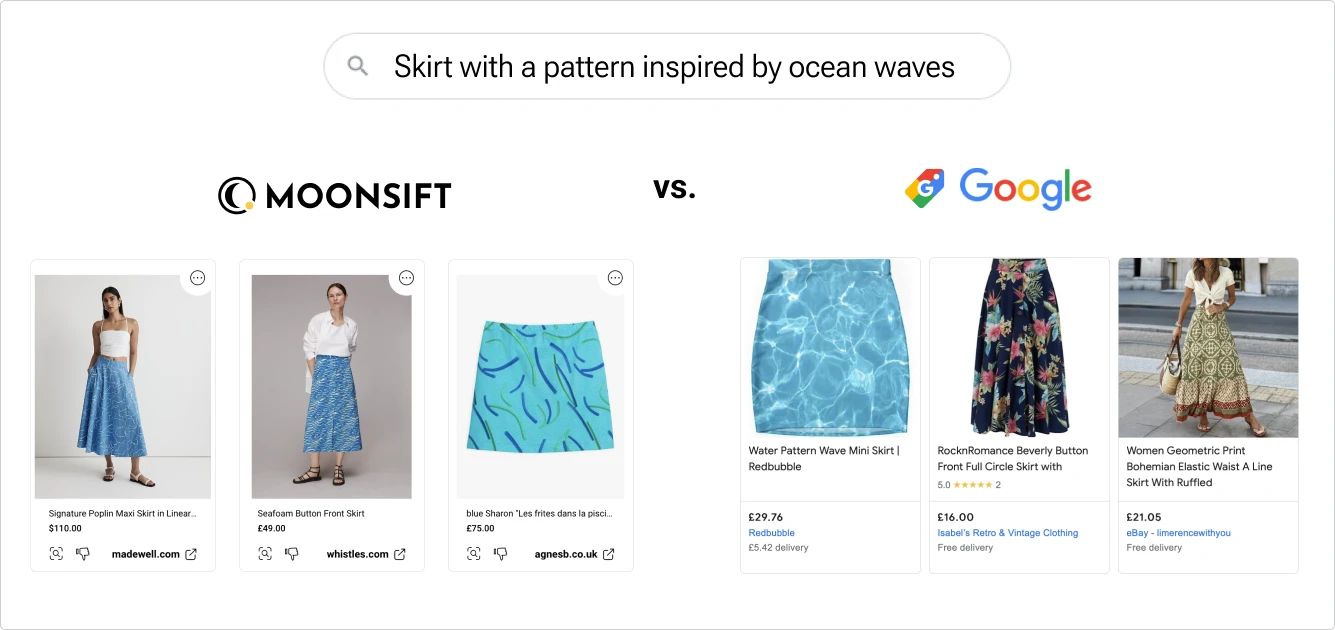 Skirt with a pattern inspired by ocean waves
MOONSIFT
vs.
G Google
Signature Poplin Maxi Skirt in Linear...
$110.00
madewell.com
Seafoam Button Front Skirt
£49.00
whistles.com
blue Sharon "Les frites dans la pisci...
£75.00
agnesb.co.uk
Water Pattern Wave Mini Skirt |
Redbubble
£29.76
Redbubble
£5.42 delivery
RocknRomance Beverly Button
Front Full Circle Skirt with
5.0 ★★★★★ 2
£16.00
Isabel's Retro & Vintage Clothing
Free delivery
Women Geometric Print
Bohemian Elastic Waist A Line
Skirt With Ruffled
£21.05
eBay - limerencewithyou
Free delivery